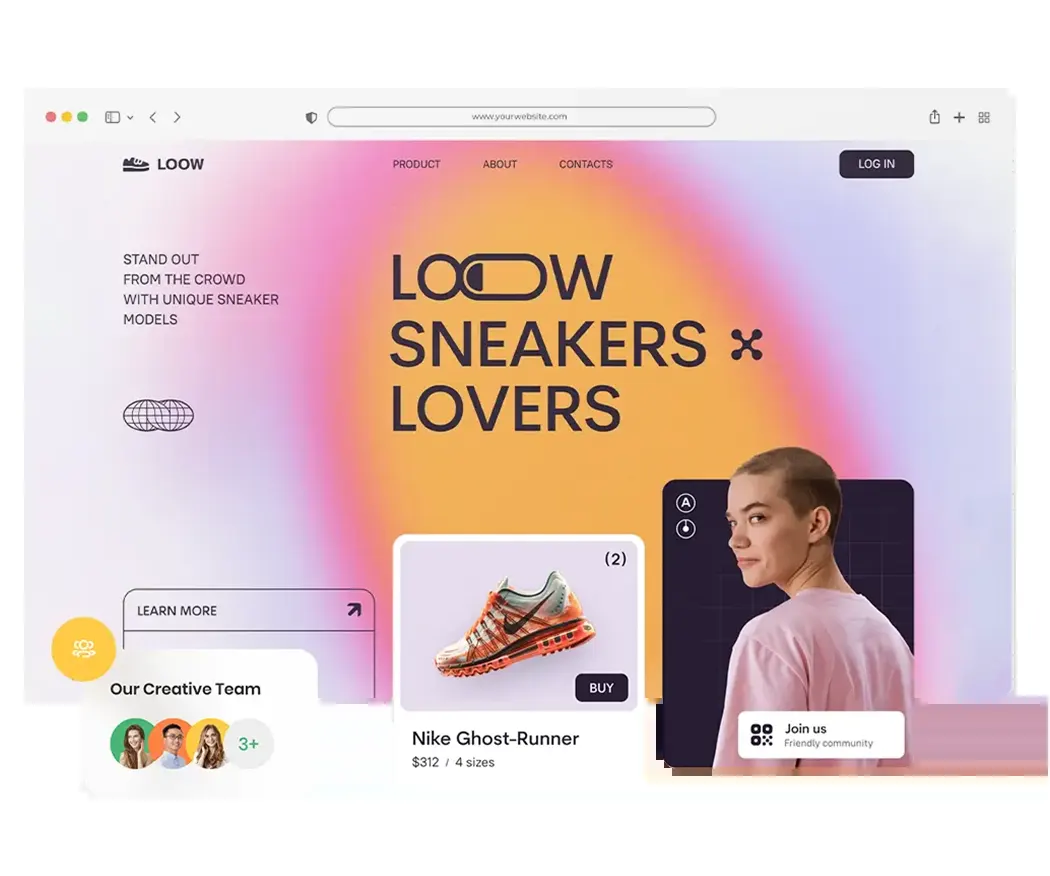 www.yourwebsite.com
LOOW
PRODUCT
ABOUT
CONTACTS
LOG IN
STAND OUT
FROM THE CROWD
WITH UNIQUE SNEAKER
MODELS
LOOW
SNEAKERS
LOVERS
A
(2)
LEARN MORE
BUY
Our Creative Team
3+
Nike Ghost-Runner
$312 / 4 sizes
Join us
Friendly community